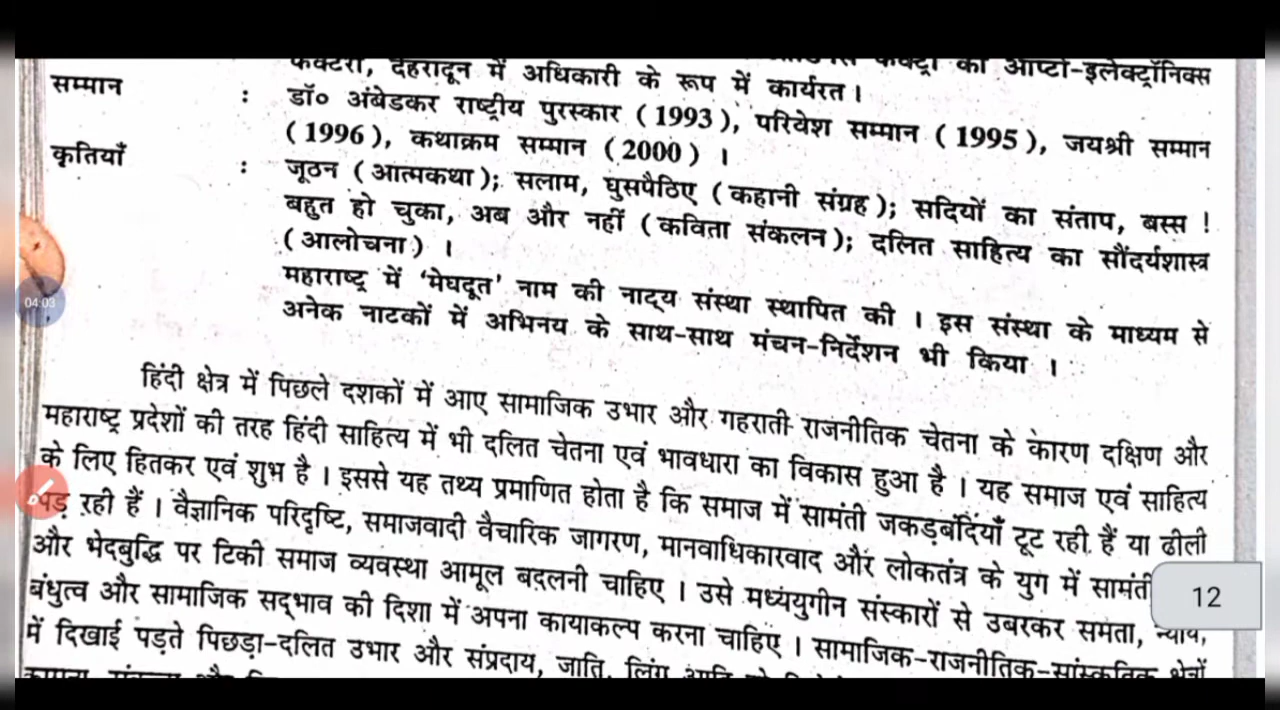 फैक्टरी, देहरादून में अधिकारी के रूप में कार्यरत ।
की आप्टो-इलेक्ट्रॉनिक्स
सम्मान : डॉ० अंबेडकर राष्ट्रीय पुरस्कार (1993), परिवेश सम्मान (1995), जयश्री सम्मान
(1996), कथाक्रम सम्मान (2000) ।
कृतियाँ : जूठन (आत्मकथा); सलाम, घुसपैठिए (कहानी संग्रह); सदियों का संताप, बस्स !
बहुत हो चुका, अब और नहीं (कविता संकलन); दलित साहित्य का सौंदर्यशास्त्र
(आलोचना) ।
महाराष्ट्र में ‘मेघदूत’ नाम की नाट्य संस्था स्थापित की । इस संस्था के माध्यम से
अनेक नाटकों में अभिनय के साथ-साथ मंचन-निर्देशन भी किया ।
हिंदी क्षेत्र में पिछले दशकों में आए सामाजिक उभार और गहराती राजनीतिक चेतना के कारण दक्षिण और
महाराष्ट्र प्रदेशों की तरह हिंदी साहित्य में भी दलित चेतना एवं भावधारा का विकास हुआ है । यह समाज एवं साहित्य
के लिए हितकर एवं शुभ है । इससे यह तथ्य प्रमाणित होता है कि समाज में सामंती जकड़बंदियाँ टूट रही हैं या ढीली
पड़ रही हैं । वैज्ञानिक परिदृष्टि, समाजवादी वैचारिक जागरण, मानवाधिकारवाद और लोकतंत्र के युग में सामंती
और भेदबुद्धि पर टिकी समाज व्यवस्था आमूल बदलनी चाहिए । उसे मध्ययुगीन संस्कारों से उबरकर समता, न्याय,
बंधुत्व और सामाजिक सद्भाव की दिशा में अपना कायाकल्प करना चाहिए । सामाजिक-राजनीतिक-सांस्कृतिक क्षेत्रों
में दिखाई पड़ते पिछड़ा-दलित उभार और संप्रदाय, जाति, लिंग आदि
04:03
12